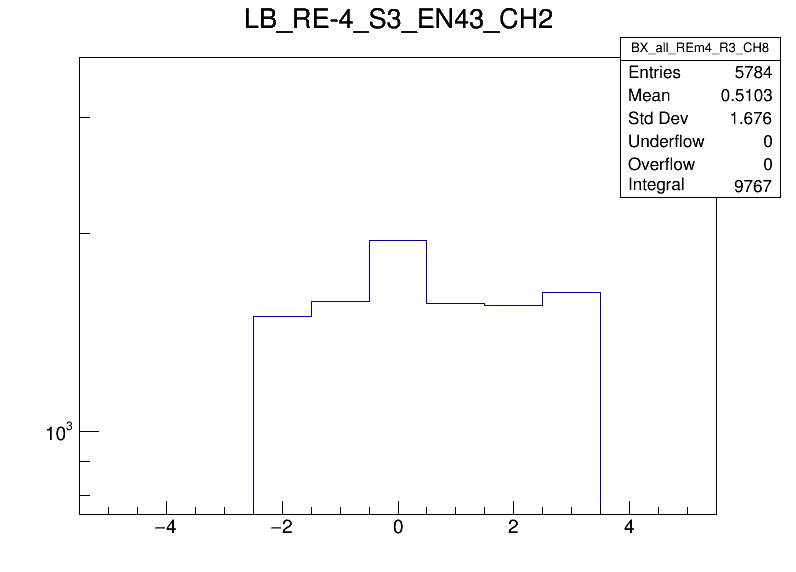 LB_RE-4_S3_EN43_CH2
BX_all_REm4_R3_CH8
Entries 5784
Mean 0.5103
Std Dev 1.676
Underflow 0
Overflow 0
Integral 9767
10³
−4 −2 0 2 4